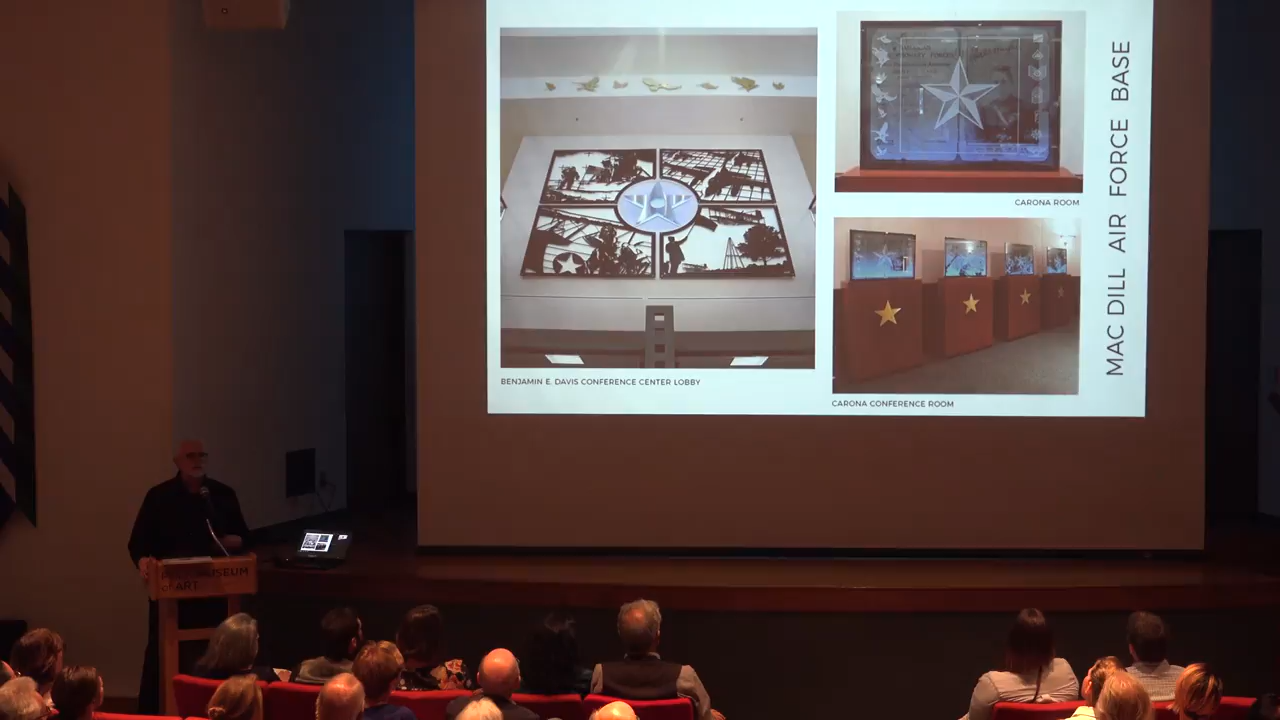 BENJAMIN E. DAVIS CONFERENCE CENTER LOBBY
CARONA ROOM
CARONA CONFERENCE ROOM
MAC DILL AIR FORCE BASE
MUSEUM
of ART